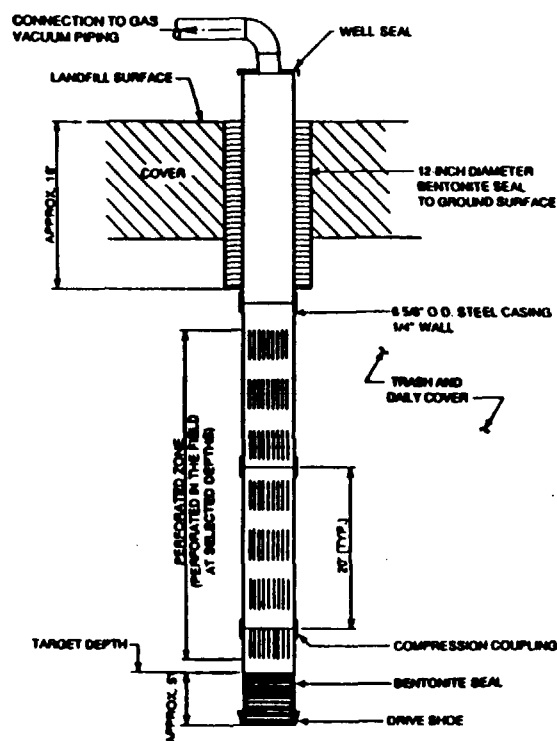 CONNECTION TO GAS
VACUUM PIPING
WELL SEAL
LANDFILL SURFACE
COVER
APPROX. 18'
12-INCH DIAMETER
BENTONITE SEAL
TO GROUND SURFACE
6 5/8" O.D. STEEL CASING
1/4" WALL
TRASH AND
DAILY COVER
PERFORATED ZONE
(PERFORATED IN THE FIELD
AT SELECTED DEPTHS)
20' (TYP.)
TARGET DEPTH
COMPRESSION COUPLING
APPROX. 5'
BENTONITE SEAL
DRIVE SHOE